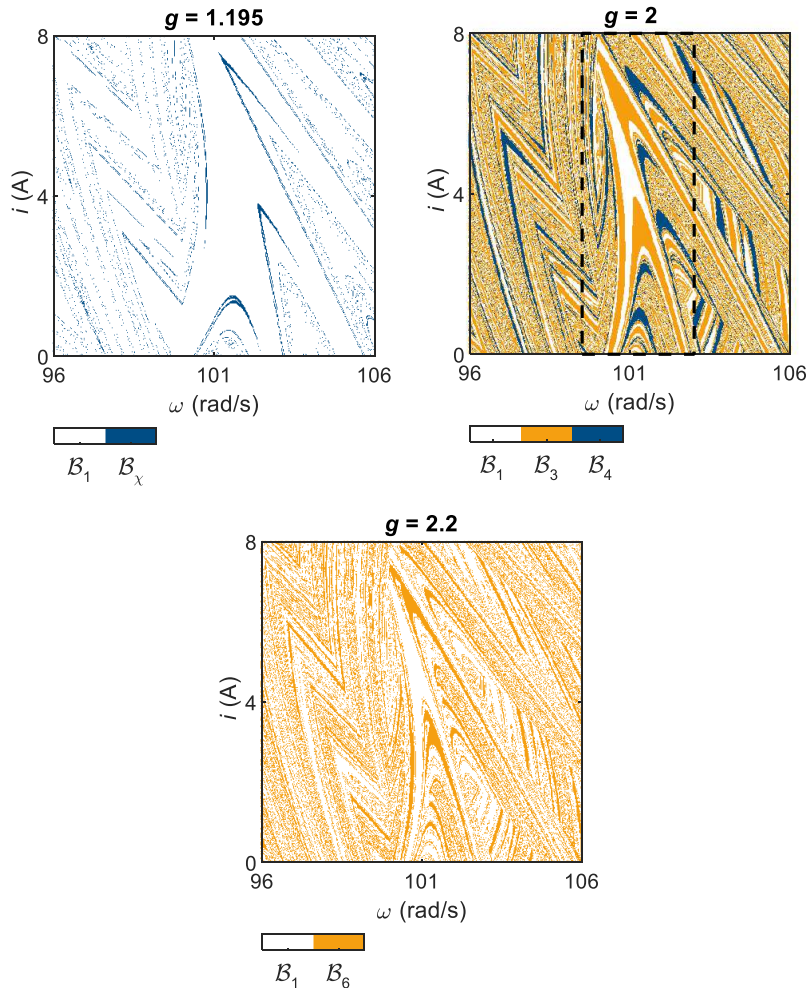 g = 1.195
8
4
0
i (A)
96
101
106
ω (rad/s)
B1
Bχ
g = 2
8
4
0
i (A)
96
101
106
ω (rad/s)
B1
B3
B4
g = 2.2
8
4
0
i (A)
96
101
106
ω (rad/s)
B1
B6